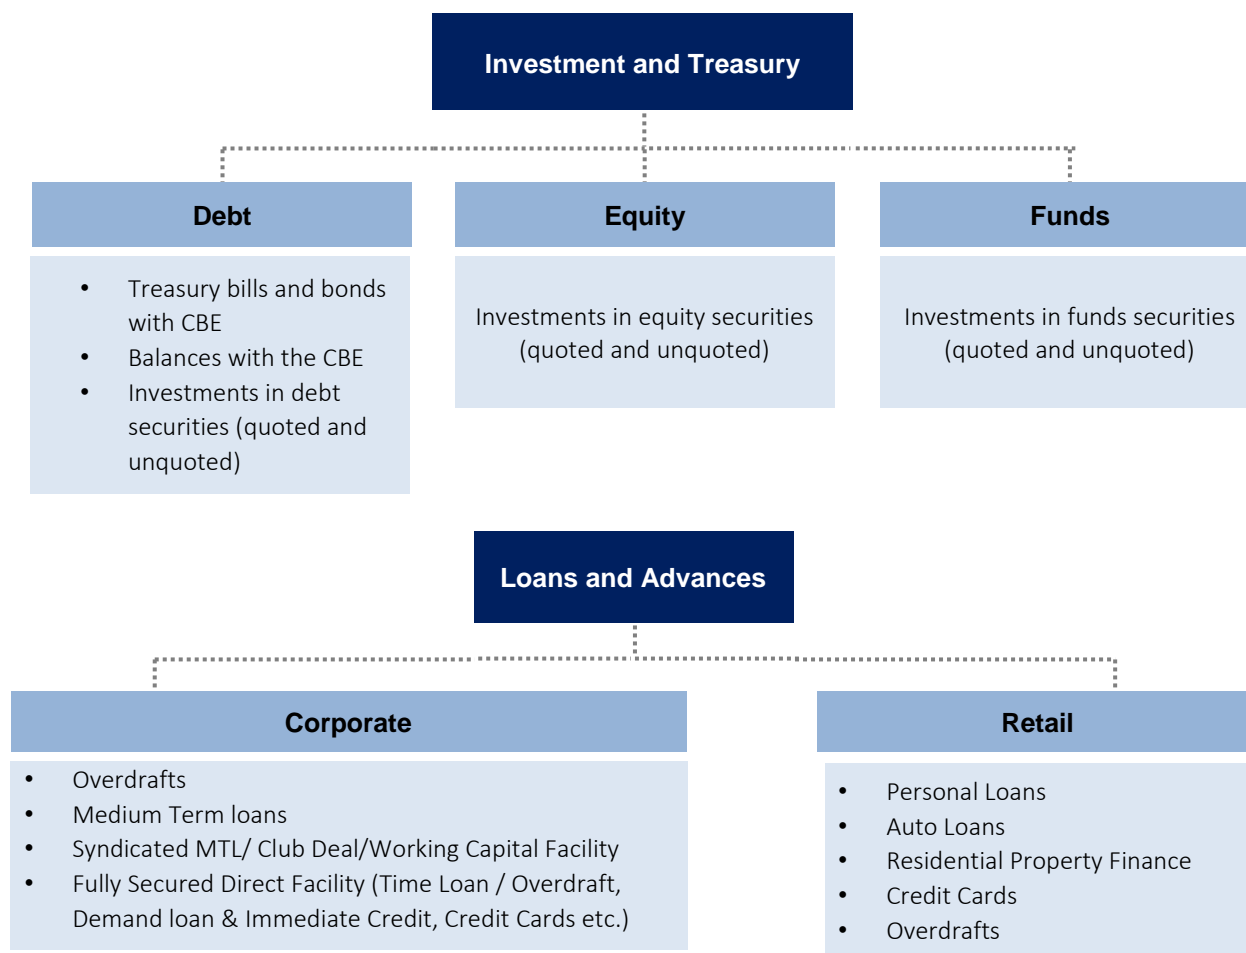 Investment and Treasury
Debt
• Treasury bills and bonds
with CBE
• Balances with the CBE
• Investments in debt
securities (quoted and
unquoted)
Equity
Investments in equity securities
(quoted and unquoted)
Funds
Investments in funds securities
(quoted and unquoted)
Loans and Advances
Corporate
• Overdrafts
• Medium Term loans
• Syndicated MTL/ Club Deal/Working Capital Facility
• Fully Secured Direct Facility (Time Loan / Overdraft,
Demand loan & Immediate Credit, Credit Cards etc.)
Retail
• Personal Loans
• Auto Loans
• Residential Property Finance
• Credit Cards
• Overdrafts